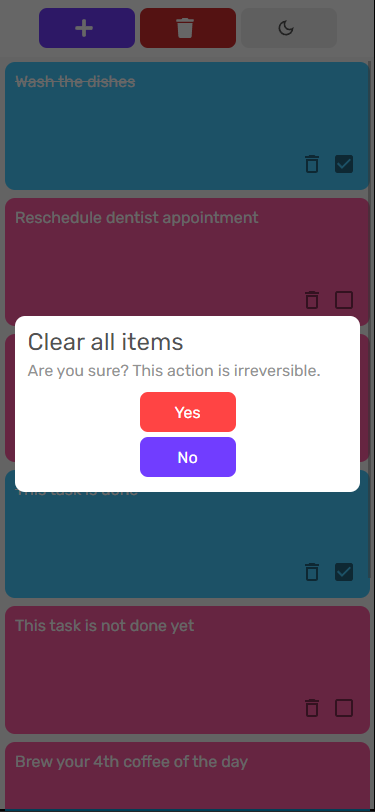 Wash the dishes
Reschedule dentist appointment
Clear all items
Are you sure? This action is irreversible.
Yes
No
This task is done
This task is not done yet
Brew your 4th coffee of the day